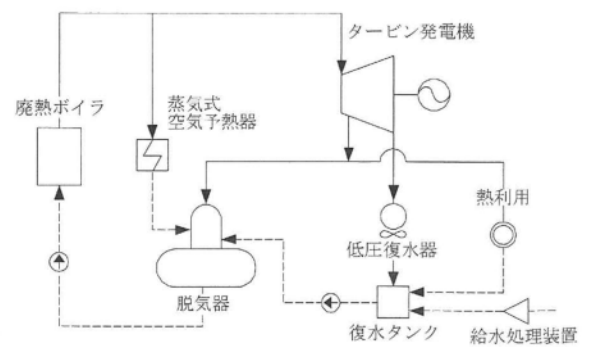 タービン発電機
廃熱ボイラ
蒸気式
空気予熱器
熱利用
低圧復水器
脱気器
復水タンク
給水処理装置